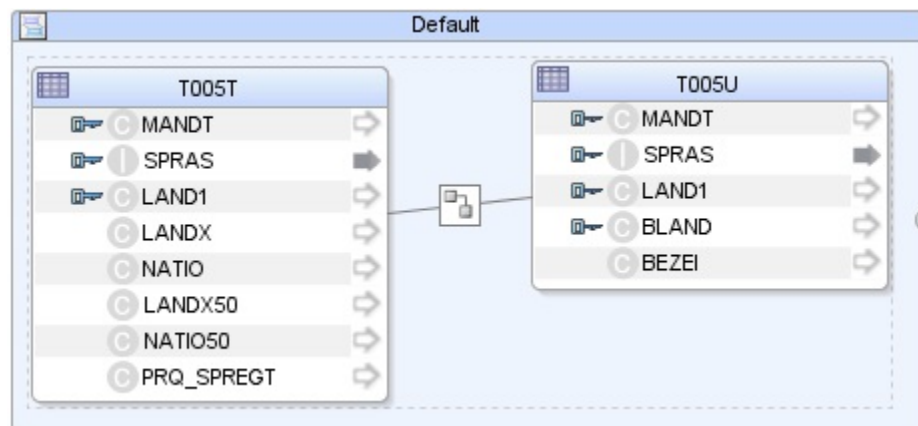 Default
T005T
MANDT
SPRAS
LAND1
LANDX
NATIO
LANDX50
NATIO50
PRQ_SPREGT
T005U
MANDT
SPRAS
LAND1
BLAND
BEZEI